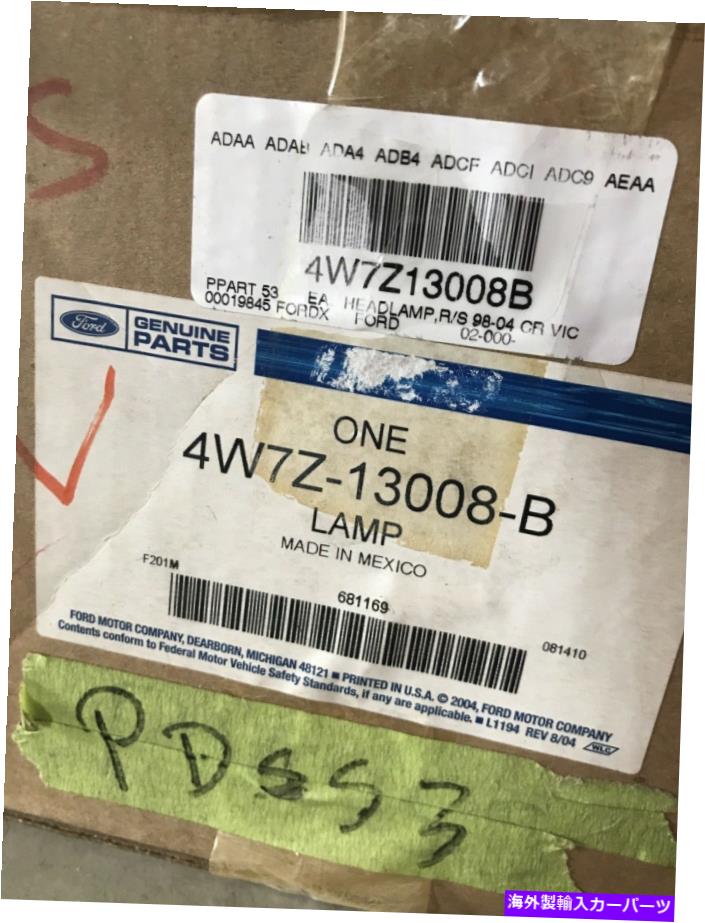 S
ADAA ADAB ADA4 ADB4 ADCF ADCI ADC9 AEAA
4W7Z13008B
PPART 53 EA HEADLAMP,R/S 98-04 CR VIC
00019845 FORDX FORD 02-000-
Ford GENUINE PARTS
ONE
4W7Z-13008-B
LAMP
MADE IN MEXICO
F201M
681169
081410
FORD MOTOR COMPANY, DEARBORN, MICHIGAN 48121 ■ PRINTED IN U.S.A. © 2004, FORD MOTOR COMPANY
Contents conform to Federal Motor Vehicle Safety Standards, if any are applicable. ■ L1194 REV 8/04 WLC
PDSS3
海外製輸入カーパーツ